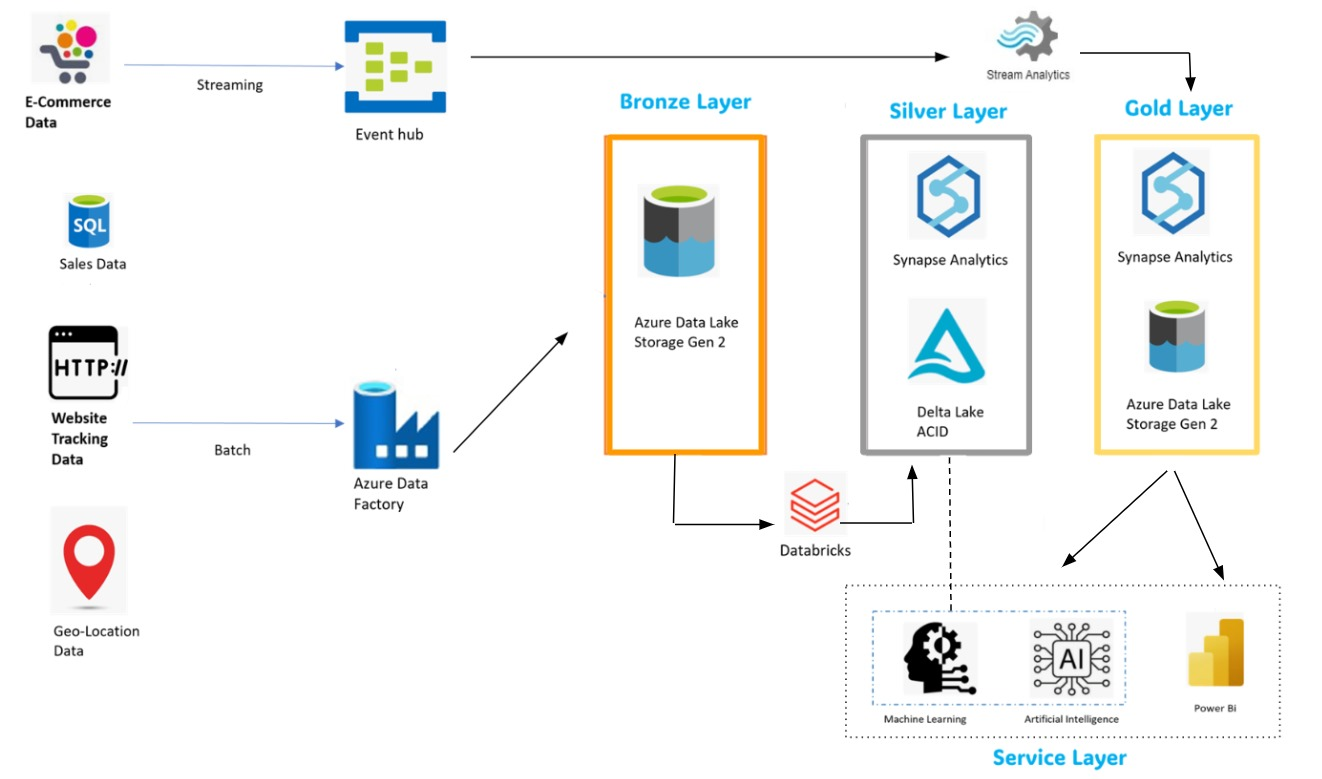 E-Commerce
Data
Streaming
Event hub
Stream Analytics
Bronze Layer
Silver Layer
Gold Layer
SQL
Sales Data
Azure Data Lake
Storage Gen 2
Synapse Analytics
Delta Lake
ACID
Synapse Analytics
Azure Data Lake
Storage Gen 2
HTTP://
Website
Tracking
Data
Batch
Azure Data
Factory
Databricks
Geo-Location
Data
AI
Machine Learning
Artificial Intelligence
Power Bi
Service Layer